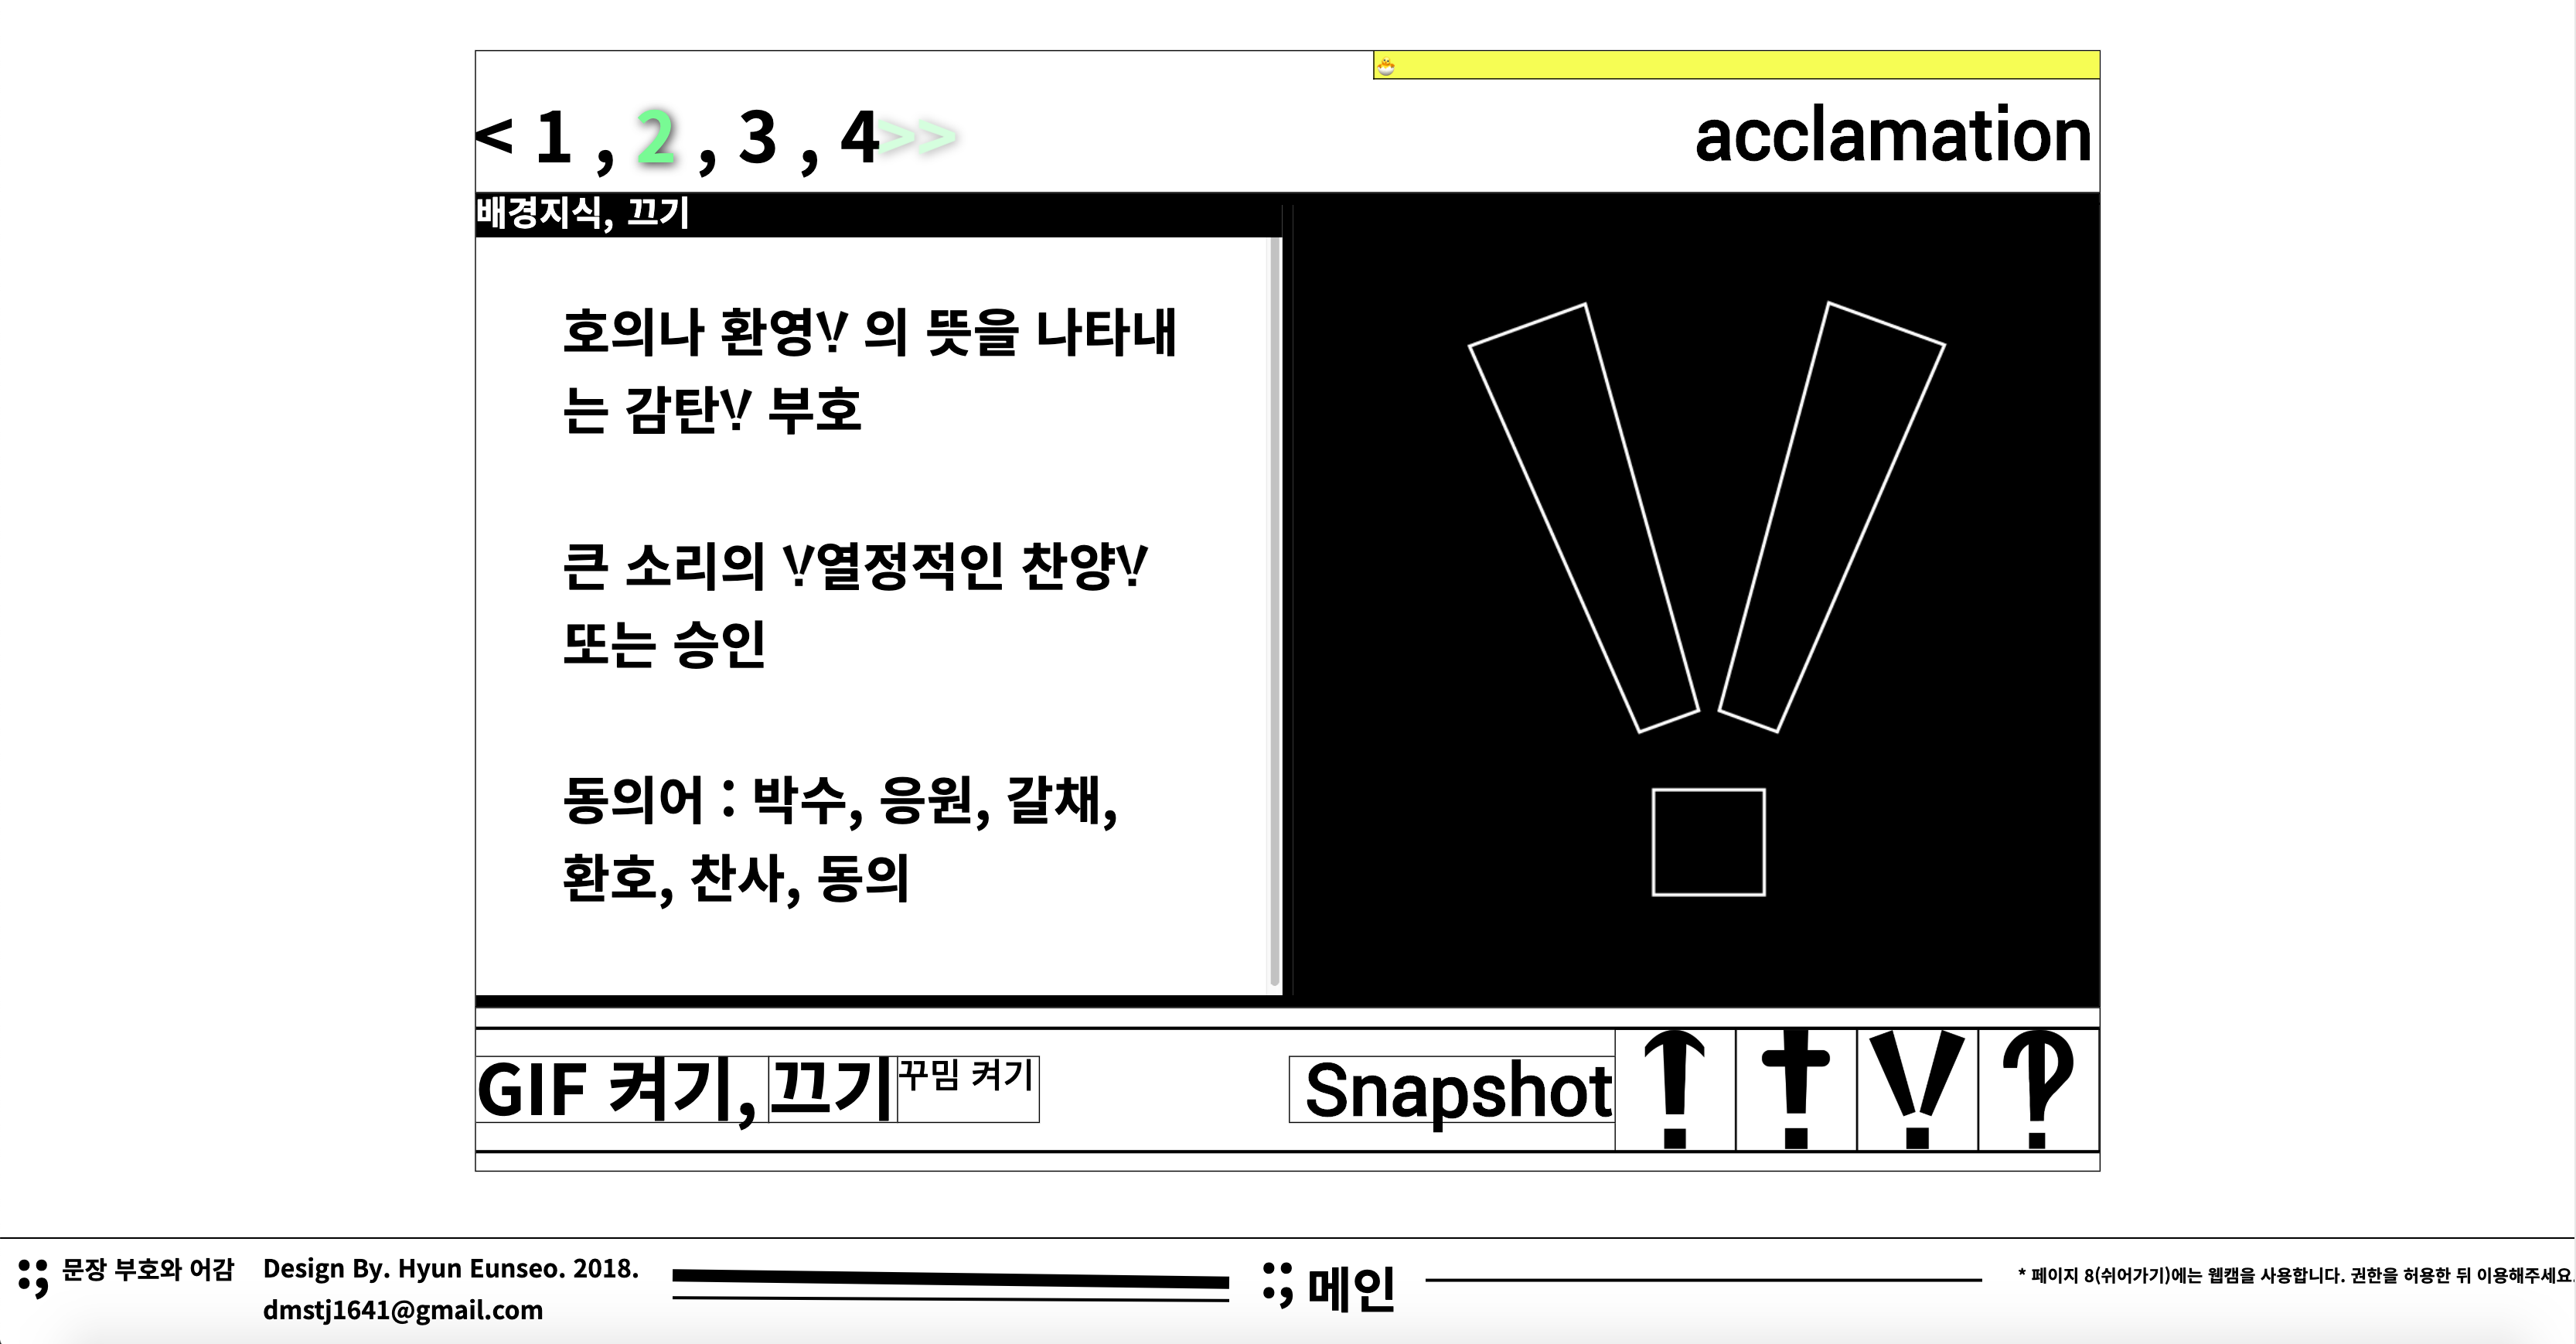 < 1 , 2 , 3 , 4>>
acclamation
배경지식, 끄기
호의나 환영 의 뜻을 나타내
는 감탄 부호
큰 소리의 열정적인 찬양
또는 승인
동의어 : 박수, 응원, 갈채,
환호, 찬사, 동의
GIF 켜기, 끄기 꾸밈 켜기
Snapshot
문장 부호와 어감
Design By. Hyun Eunseo. 2018.
dmstj1641@gmail.com
메인
* 페이지 8(쉬어가기)에는 웹캠을 사용합니다. 권한을 허용한 뒤 이용해주세요.